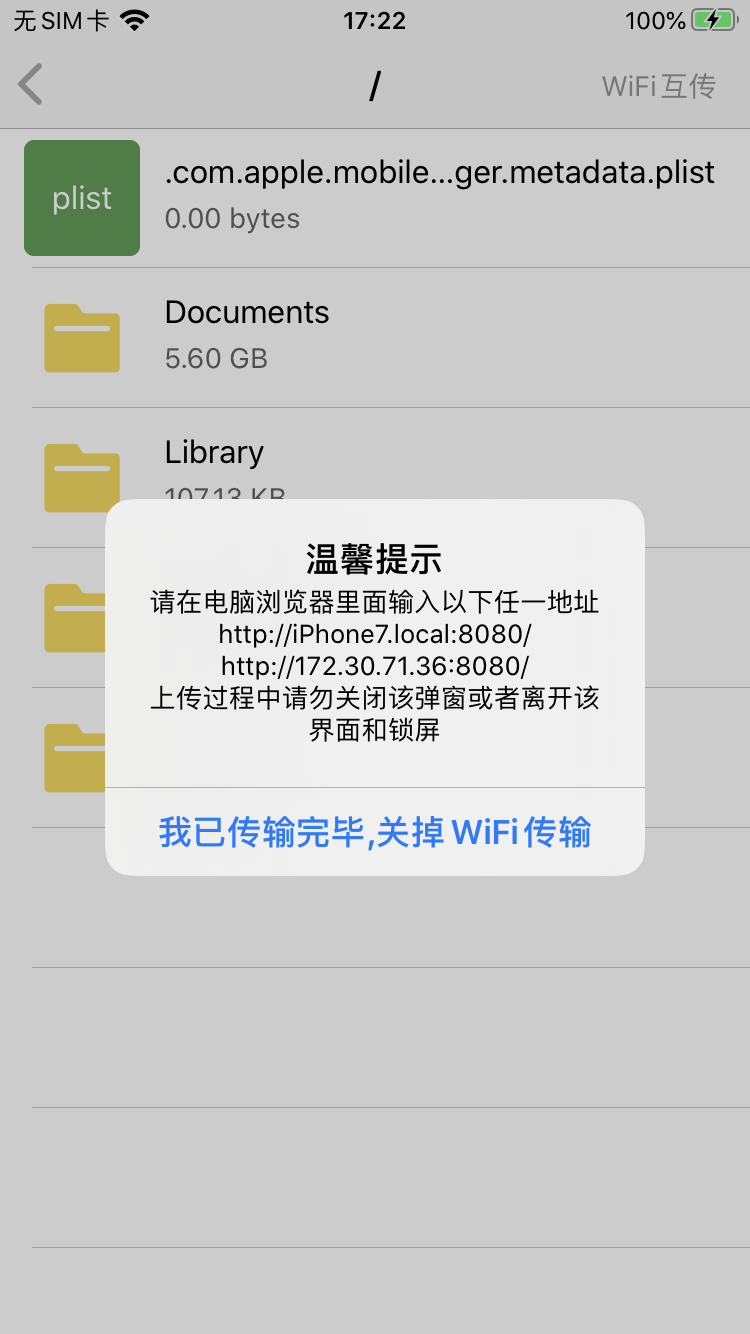 无 SIM 卡
17:22
100%
/
WiFi互传
plist
.com.apple.mobile...ger.metadata.plist
0.00 bytes
Documents
5.60 GB
Library
107.13 KB
温馨提示
请在电脑浏览器里面输入以下任一地址
http://iPhone7.local:8080/
http://172.30.71.36:8080/
上传过程中请勿关闭该弹窗或者离开该
界面和锁屏
我已传输完毕,关掉 WiFi 传输